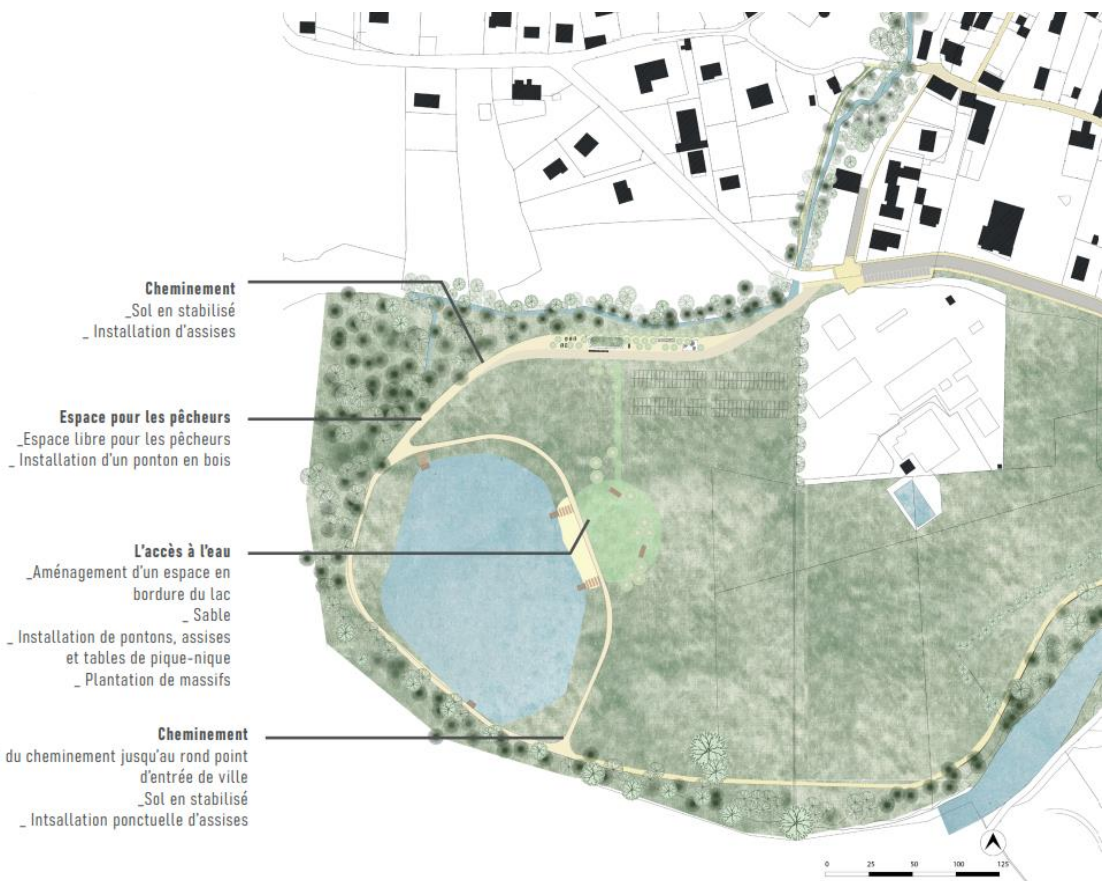 Cheminement
_Sol en stabilisé
_ Installation d'assises
Espace pour les pêcheurs
_Espace libre pour les pêcheurs
_ Installation d'un ponton en bois
L'accès à l'eau
_Aménagement d'un espace en
bordure du lac
_ Sable
_ Installation de pontons, assises
et tables de pique-nique
_ Plantation de massifs
Cheminement
du cheminement jusqu'au rond point
d'entrée de ville
_Sol en stabilisé
_ Intsallation ponctuelle d'assises
0 25 50 100 125